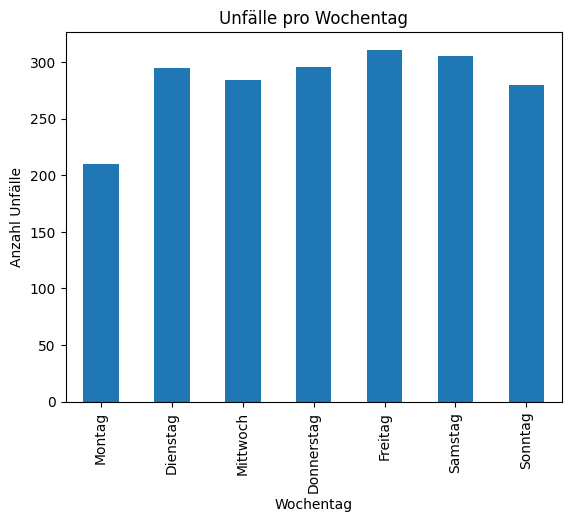 Unfälle pro Wochentag
Anzahl Unfälle
300
250
200
150
100
50
0
Montag
Dienstag
Mittwoch
Donnerstag
Freitag
Samstag
Sonntag
Wochentag